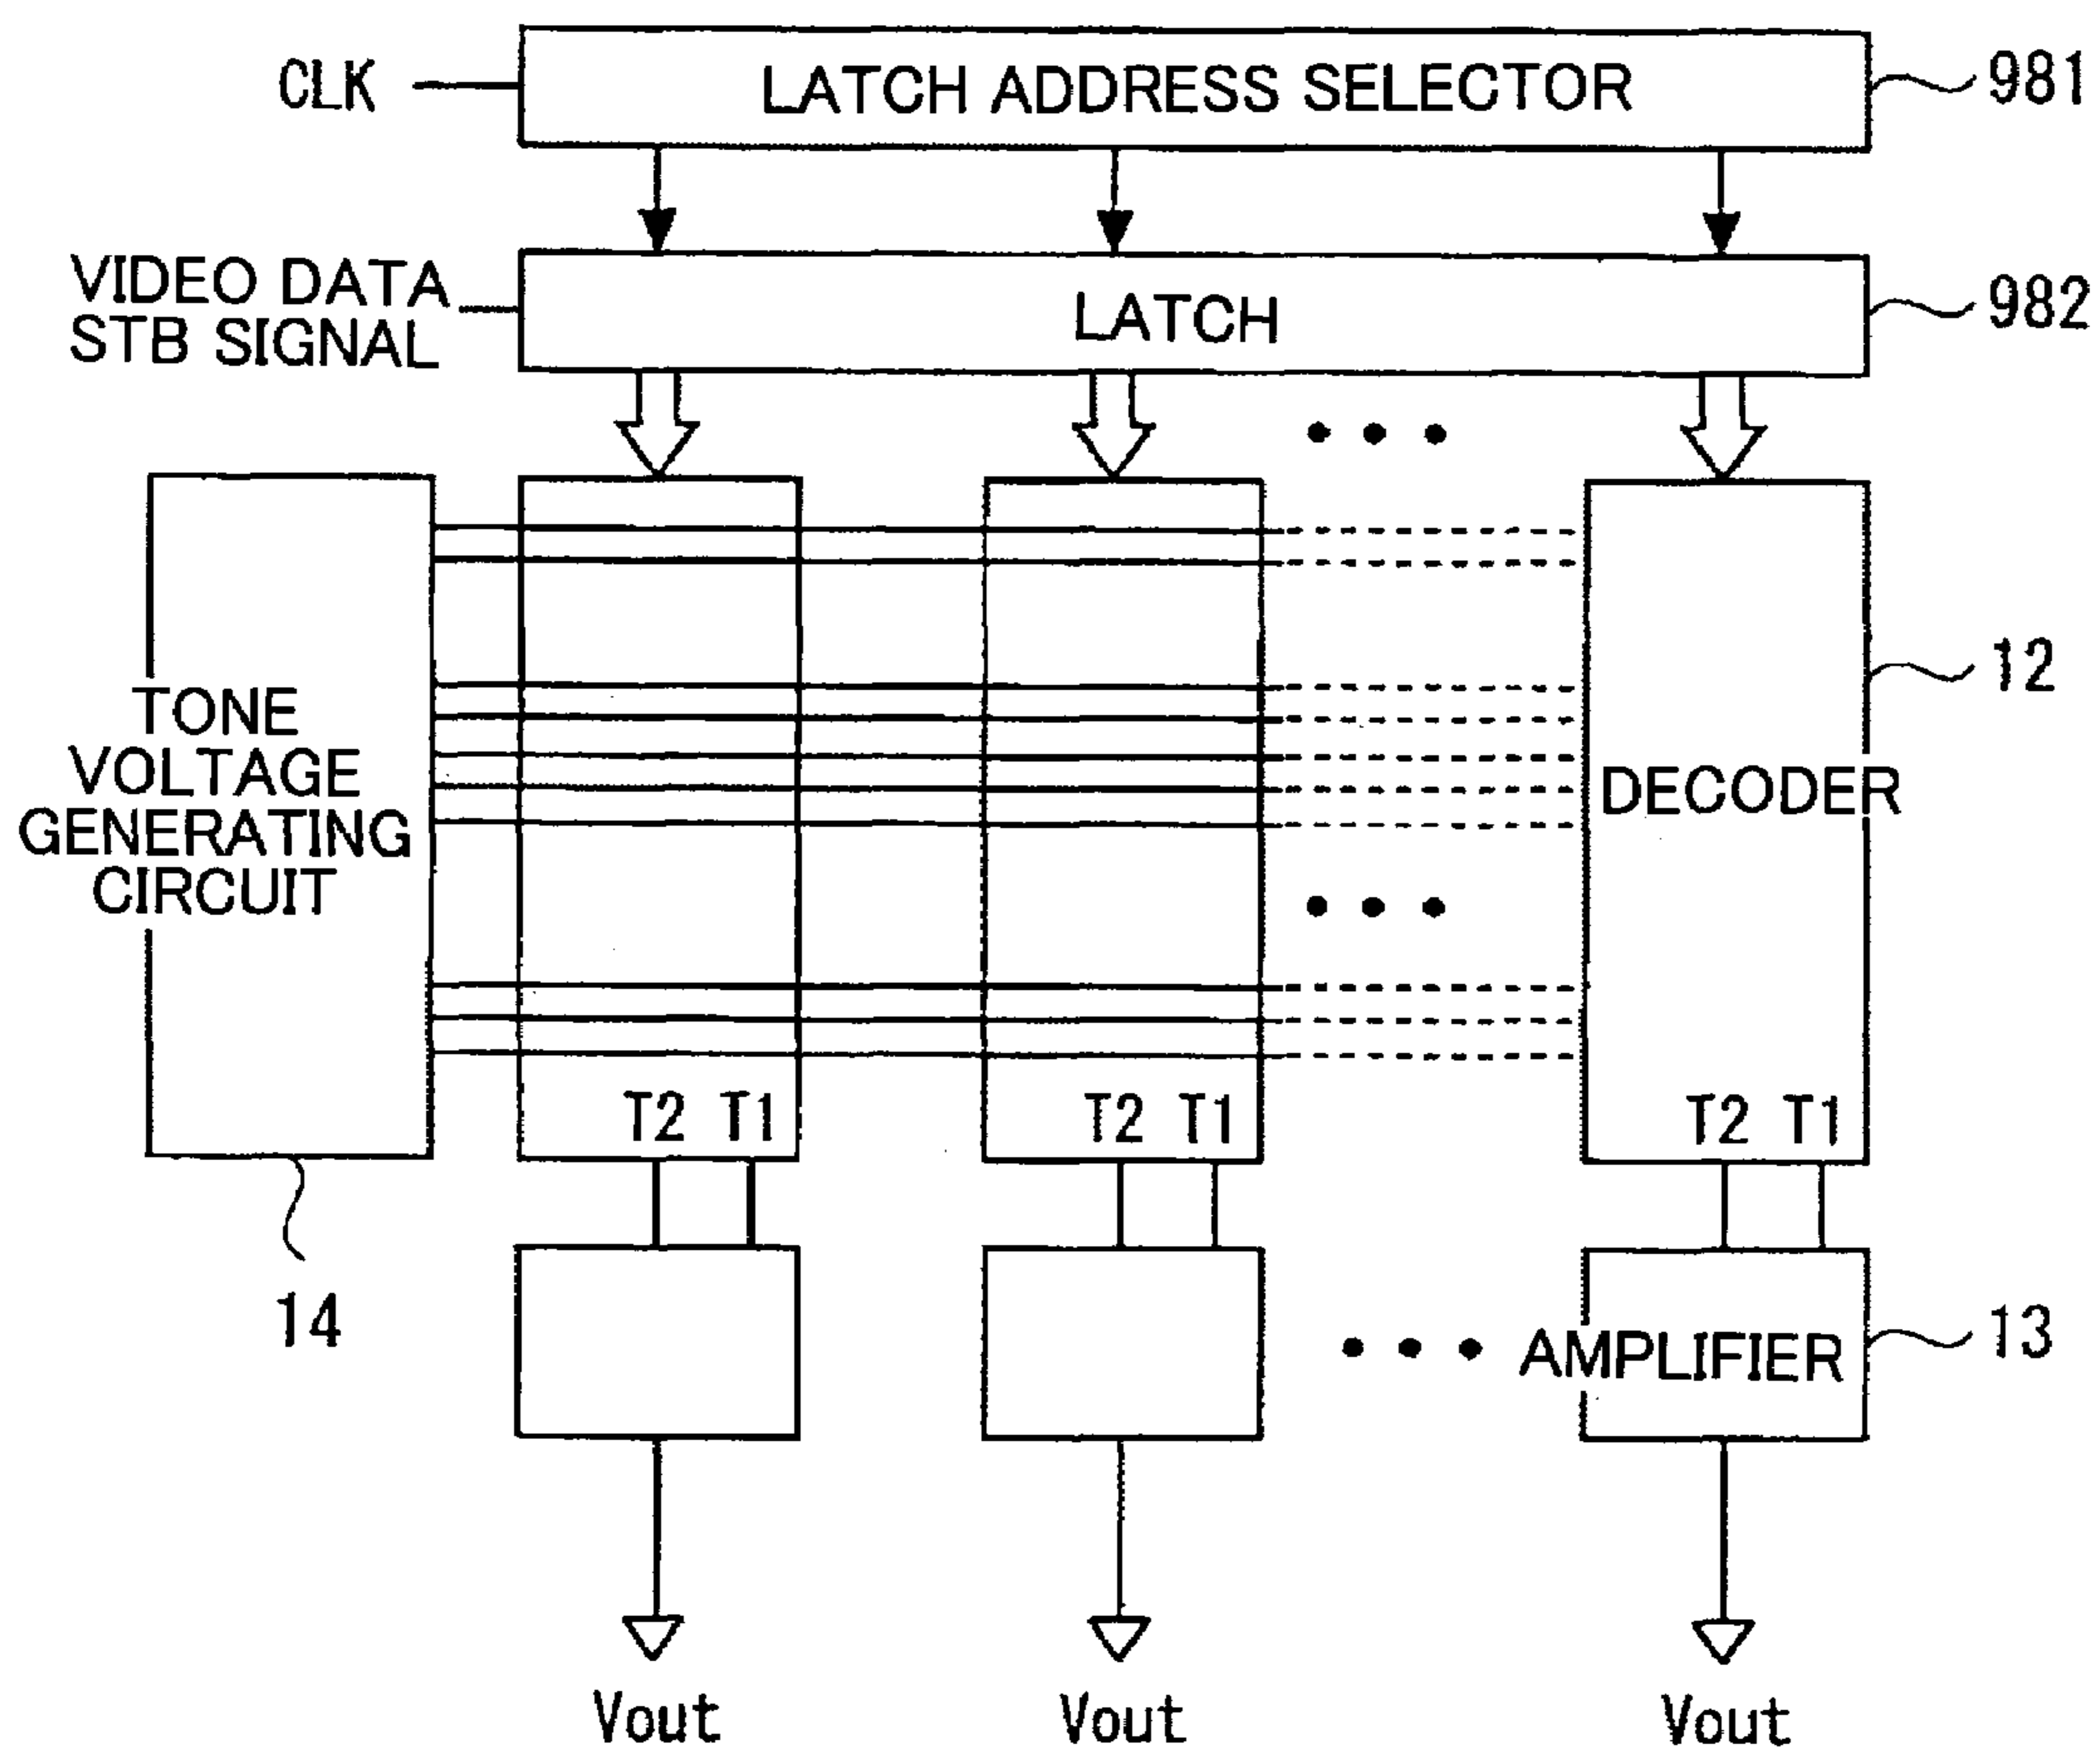 CLK
LATCH ADDRESS SELECTOR
981
VIDEO DATA
STB SIGNAL
LATCH
982
12
TONE
VOLTAGE
GENERATING
CIRCUIT
DECODER
T2 T1
T2 T1
T2 T1
14
AMPLIFIER
13
Vout
Vout
Vout